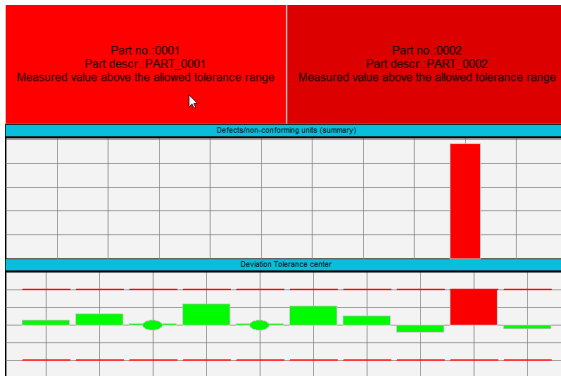 Part no.:0001
Part descr.:PART_0001
Measured value above the allowed tolerance range
Part no.:0002
Part descr.:PART_0002
Measured value above the allowed tolerance range
Defects/non-conforming units (summary)
Deviation Tolerance center